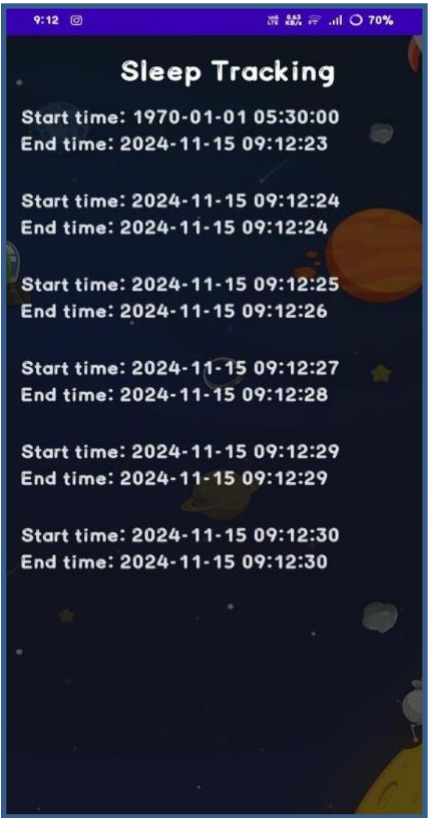 9:12
Vo) LTE 0.63 KB/s 70%
Sleep Tracking
Start time: 1970-01-01 05:30:00
End time: 2024-11-15 09:12:23
Start time: 2024-11-15 09:12:24
End time: 2024-11-15 09:12:24
Start time: 2024-11-15 09:12:25
End time: 2024-11-15 09:12:26
Start time: 2024-11-15 09:12:27
End time: 2024-11-15 09:12:28
Start time: 2024-11-15 09:12:29
End time: 2024-11-15 09:12:29
Start time: 2024-11-15 09:12:30
End time: 2024-11-15 09:12:30